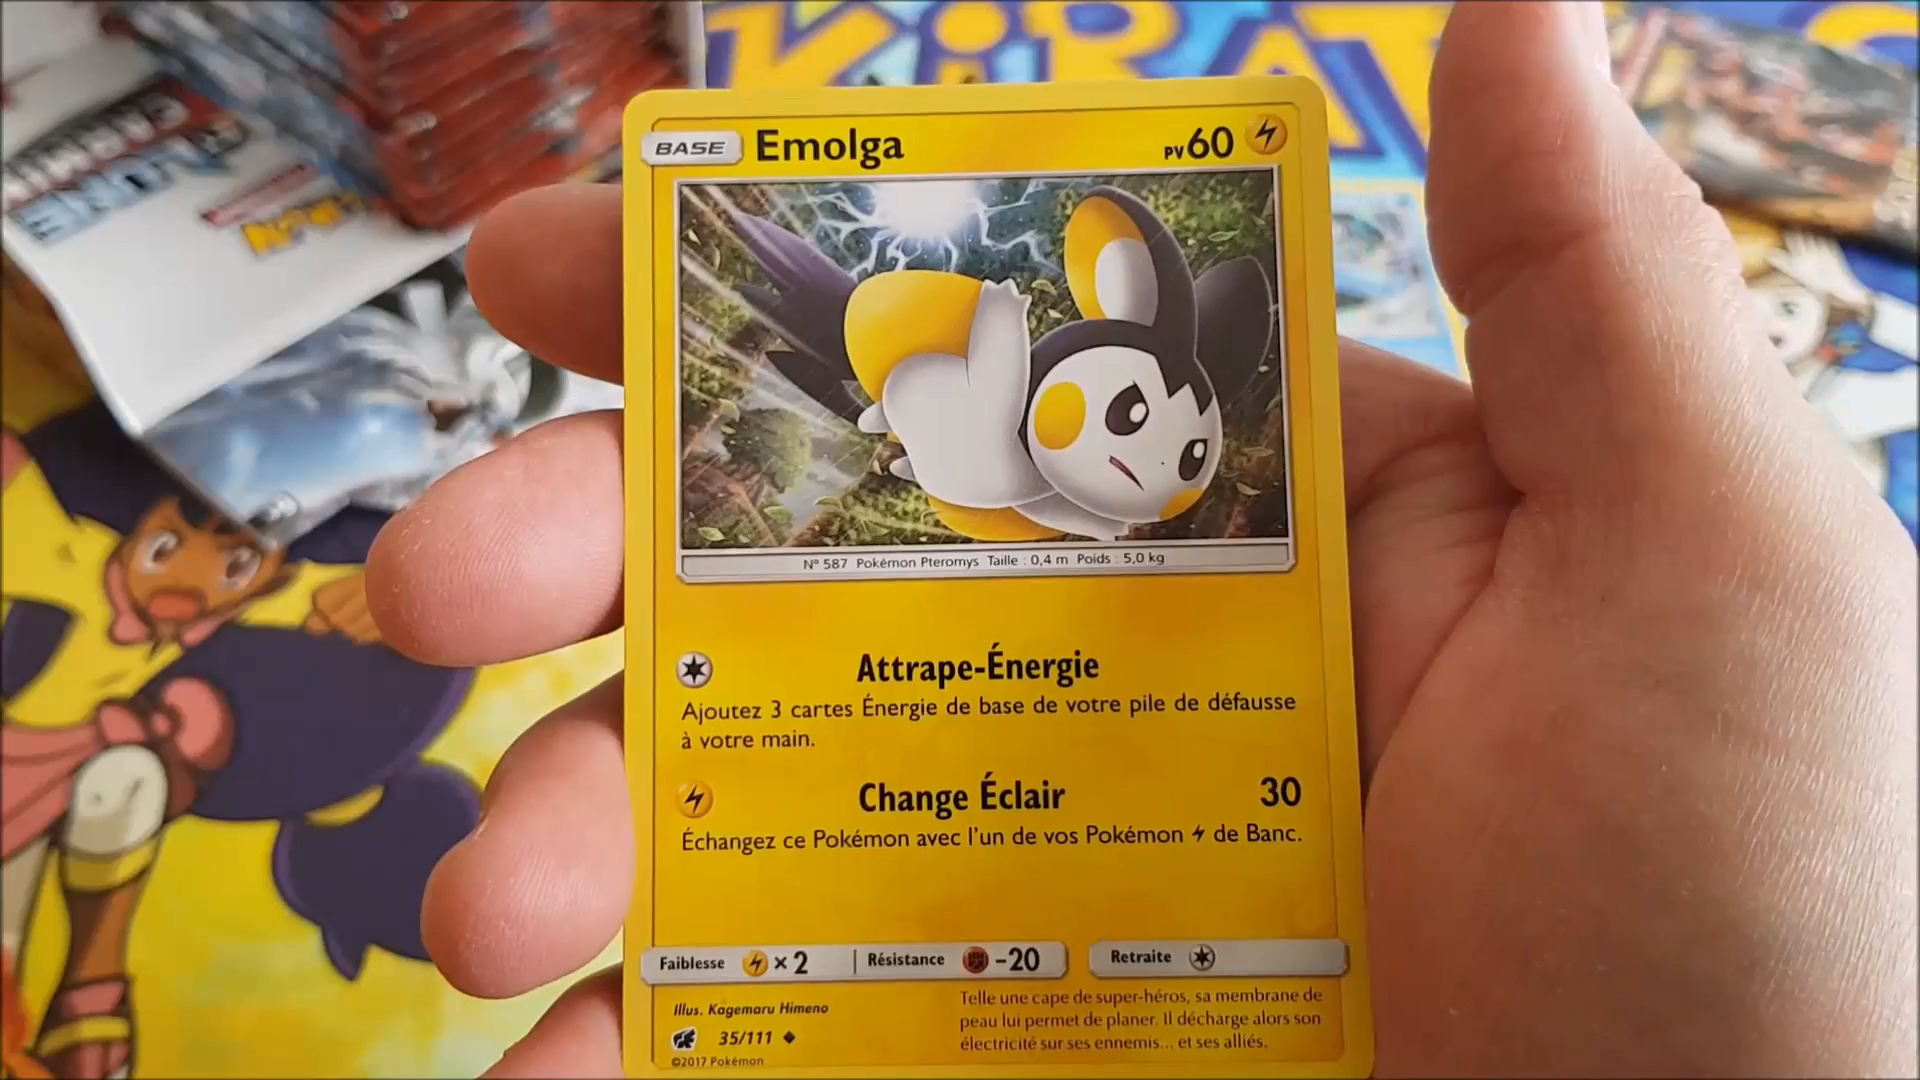 KiRA
BASE Emolga PV60
N° 587 Pokémon Pteromys Taille : 0,4 m Poids : 5,0 kg
Attrape-Énergie
Ajoutez 3 cartes Énergie de base de votre pile de défausse
à votre main.
Change Éclair 30
Échangez ce Pokémon avec l'un de vos Pokémon de Banc.
Faiblesse ×2 Résistance -20 Retraite
Illus. Kagemaru Himeno
35/111
©2017 Pokémon
Telle une cape de super-héros, sa membrane de
peau lui permet de planer. Il décharge alors son
électricité sur ses ennemis... et ses alliés.